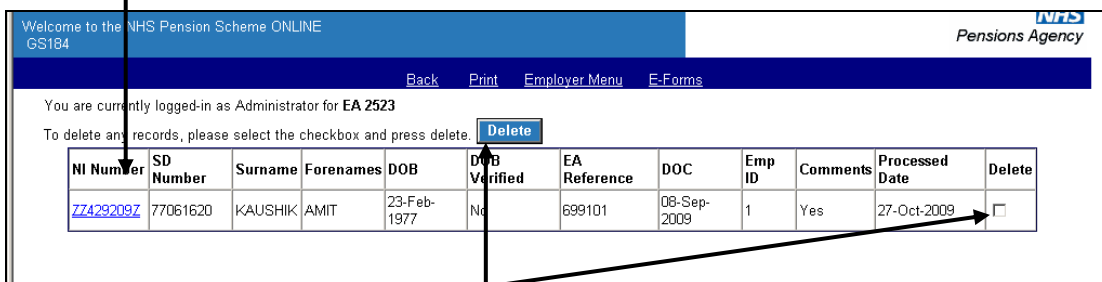 Welcome to the NHS Pension Scheme ONLINE
GS184
NHS
Pensions Agency
Back Print Employer Menu E-Forms
You are currently logged-in as Administrator for EA 2523
To delete any records, please select the checkbox and press delete. Delete
NI Number SD Number Surname Forenames DOB DOB Verified EA Reference DOC Emp ID Comments Processed Date Delete
ZZ429209Z 77061620 KAUSHIK AMIT 23-Feb-1977 No 699101 08-Sep-2009 1 Yes 27-Oct-2009